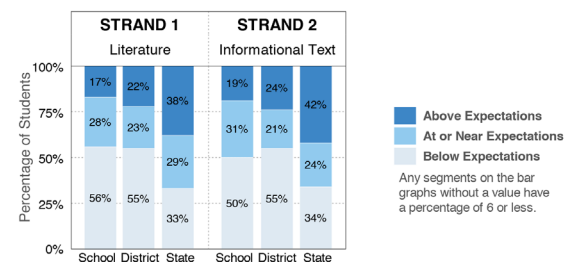 STRAND 1 STRAND 2
Literature Informational Text
Percentage of Students
100%
75%
50%
25%
0%
17% 22% 38% 19% 24% 42%
28% 23% 29% 31% 21% 24%
56% 55% 33% 50% 55% 34%
School District State School District State
Above Expectations
At or Near Expectations
Below Expectations
Any segments on the bar
graphs without a value have
a percentage of 6 or less.